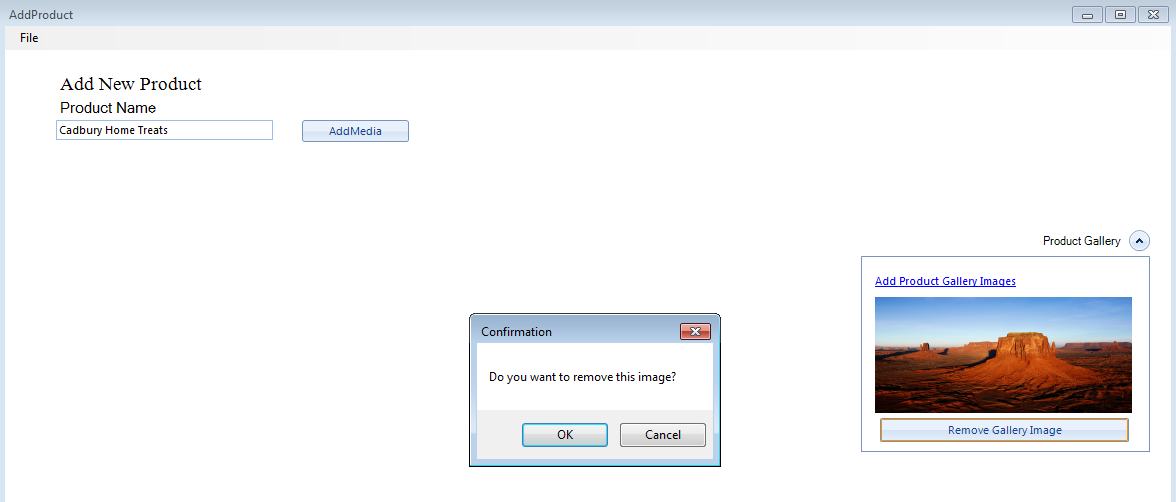 AddProduct
File
Add New Product
Product Name
Cadbury Home Treats
AddMedia
Product Gallery
Add Product Gallery Images
Remove Gallery Image
Confirmation
Do you want to remove this image?
OK Cancel